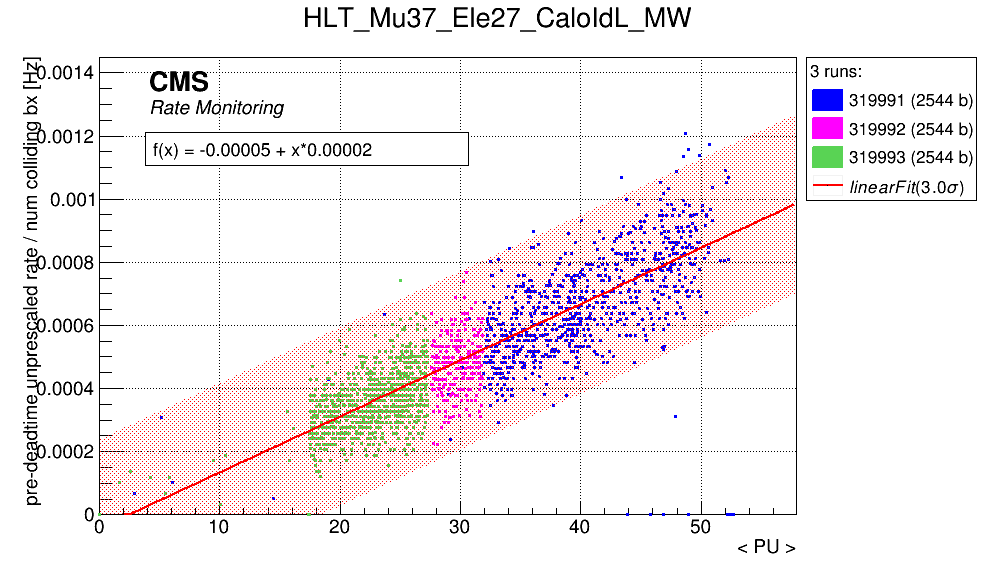 HLT_Mu37_Ele27_CaloIdL_MW
pre-deadtime unprescaled rate / num colliding bx [Hz]
0.0014
0.0012
0.001
0.0008
0.0006
0.0004
0.0002
0
CMS
Rate Monitoring
f(x) = -0.00005 + x*0.00002
3 runs:
319991 (2544 b)
319992 (2544 b)
319993 (2544 b)
linearFit(3.0σ)
0 10 20 30 40 50
< PU >